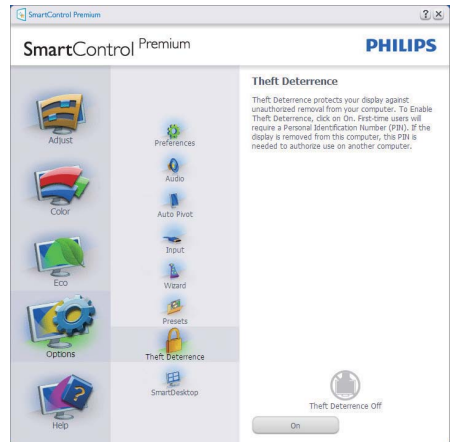 SmartControl Premium
SmartControl Premium
PHILIPS
Adjust
Color
Eco
Options
Help
Preferences
Audio
Auto Pivot
Input
Wizard
Presets
Theft Deterrence
SmartDesktop
Theft Deterrence
Theft Deterrence protects your display against
unauthorized removal from your computer. To Enable
Theft Deterrence, click on On. First-time users will
require a Personal Identification Number (PIN). If the
display is removed from this computer, this PIN is
needed to authorize use on another computer.
Theft Deterrence Off
On